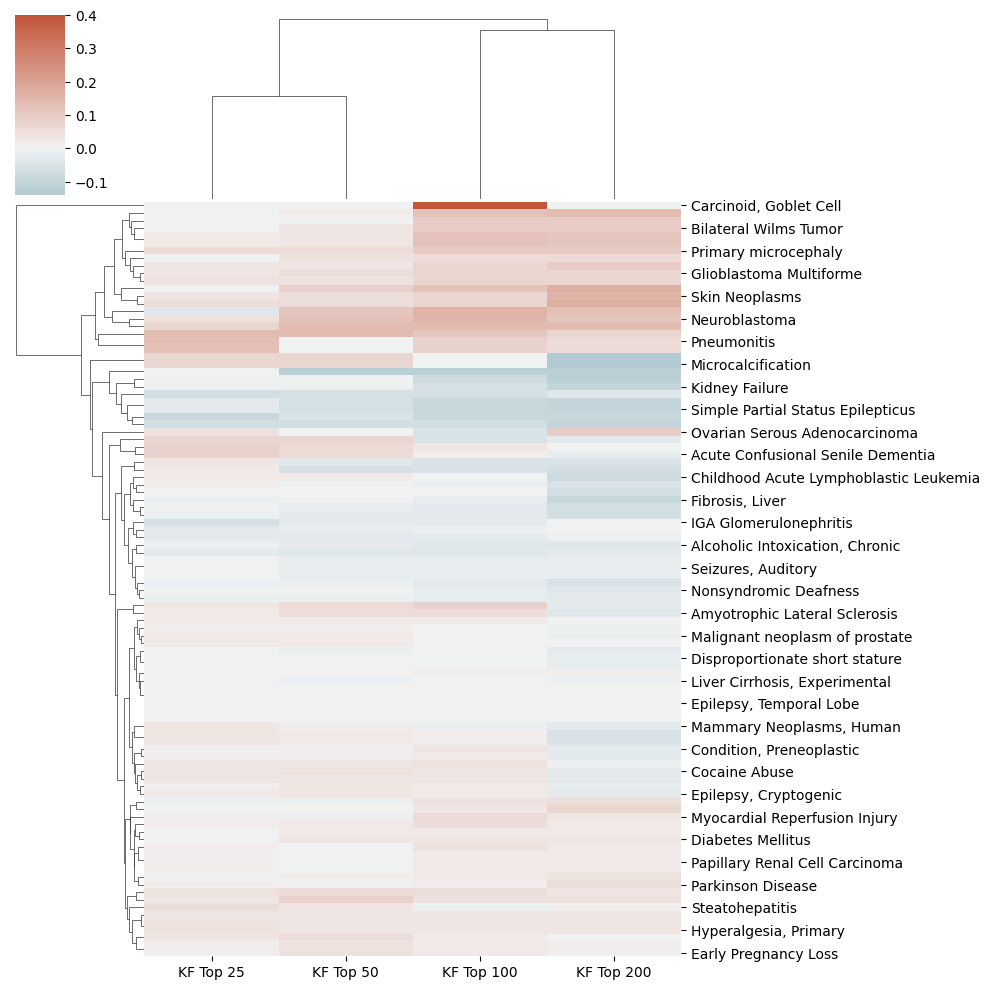 0.4
0.3
0.2
0.1
0.0
−0.1
Carcinoid, Goblet Cell
Bilateral Wilms Tumor
Primary microcephaly
Glioblastoma Multiforme
Skin Neoplasms
Neuroblastoma
Pneumonitis
Microcalcification
Kidney Failure
Simple Partial Status Epilepticus
Ovarian Serous Adenocarcinoma
Acute Confusional Senile Dementia
Childhood Acute Lymphoblastic Leukemia
Fibrosis, Liver
IGA Glomerulonephritis
Alcoholic Intoxication, Chronic
Seizures, Auditory
Nonsyndromic Deafness
Amyotrophic Lateral Sclerosis
Malignant neoplasm of prostate
Disproportionate short stature
Liver Cirrhosis, Experimental
Epilepsy, Temporal Lobe
Mammary Neoplasms, Human
Condition, Preneoplastic
Cocaine Abuse
Epilepsy, Cryptogenic
Myocardial Reperfusion Injury
Diabetes Mellitus
Papillary Renal Cell Carcinoma
Parkinson Disease
Steatohepatitis
Hyperalgesia, Primary
Early Pregnancy Loss
KF Top 25 KF Top 50 KF Top 100 KF Top 200